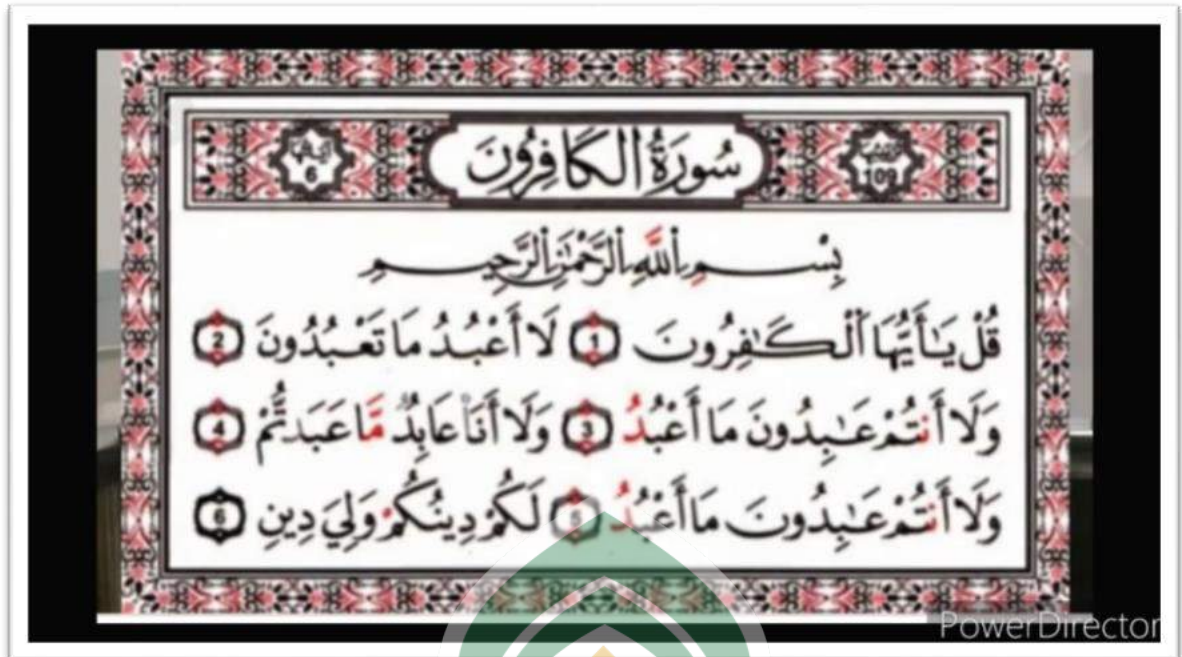 سُورَةُ الْكَافِرُونَ
6
109
بِسْمِ اللَّهِ الرَّحْمَٰنِ الرَّحِيمِ
قُلْ يَٰٓأَيُّهَا ٱلْكَٰفِرُونَ 1 لَآ أَعْبُدُ مَا تَعْبُدُونَ 2
وَلَآ أَنتُمْ عَٰبِدُونَ مَآ أَعْبُدُ 3 وَلَآ أَنَا۠ عَابِدٌ مَّا عَبَدتُّمْ 4
وَلَآ أَنتُمْ عَٰبِدُونَ مَآ أَعْبُدُ 5 لَكُمْ دِينُكُمْ وَلِيَ دِينِ 6
PowerDirector